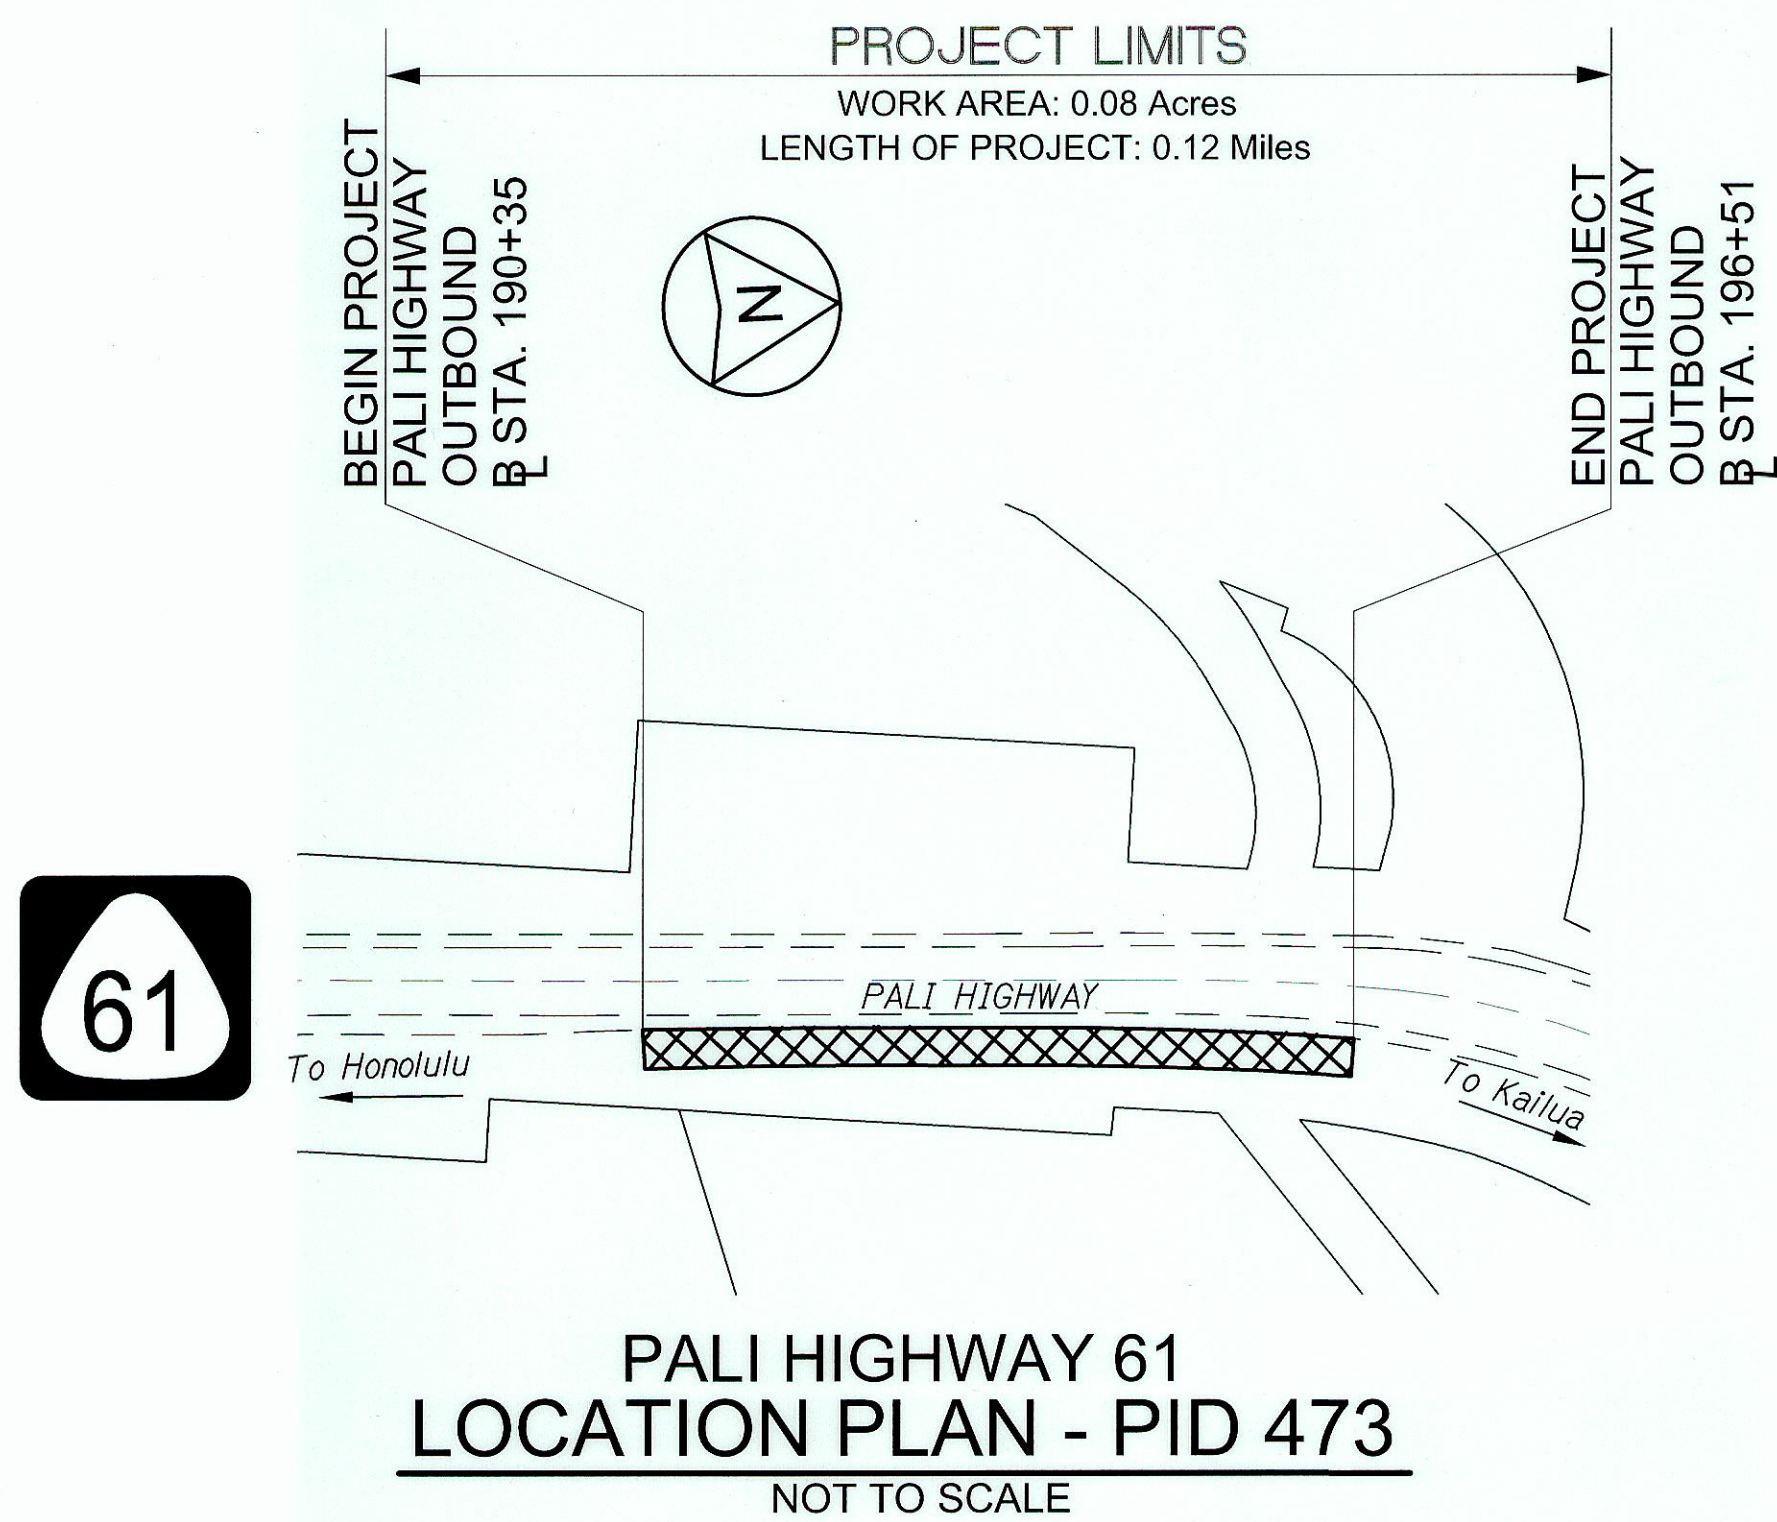 PROJECT LIMITS
WORK AREA: 0.08 Acres
LENGTH OF PROJECT: 0.12 Miles
BEGIN PROJECT
PALI HIGHWAY
OUTBOUND
BL STA. 190+35
END PROJECT
PALI HIGHWAY
OUTBOUND
BL STA. 196+51
N
PALI HIGHWAY
61
To Honolulu
To Kailua
PALI HIGHWAY 61
LOCATION PLAN - PID 473
NOT TO SCALE